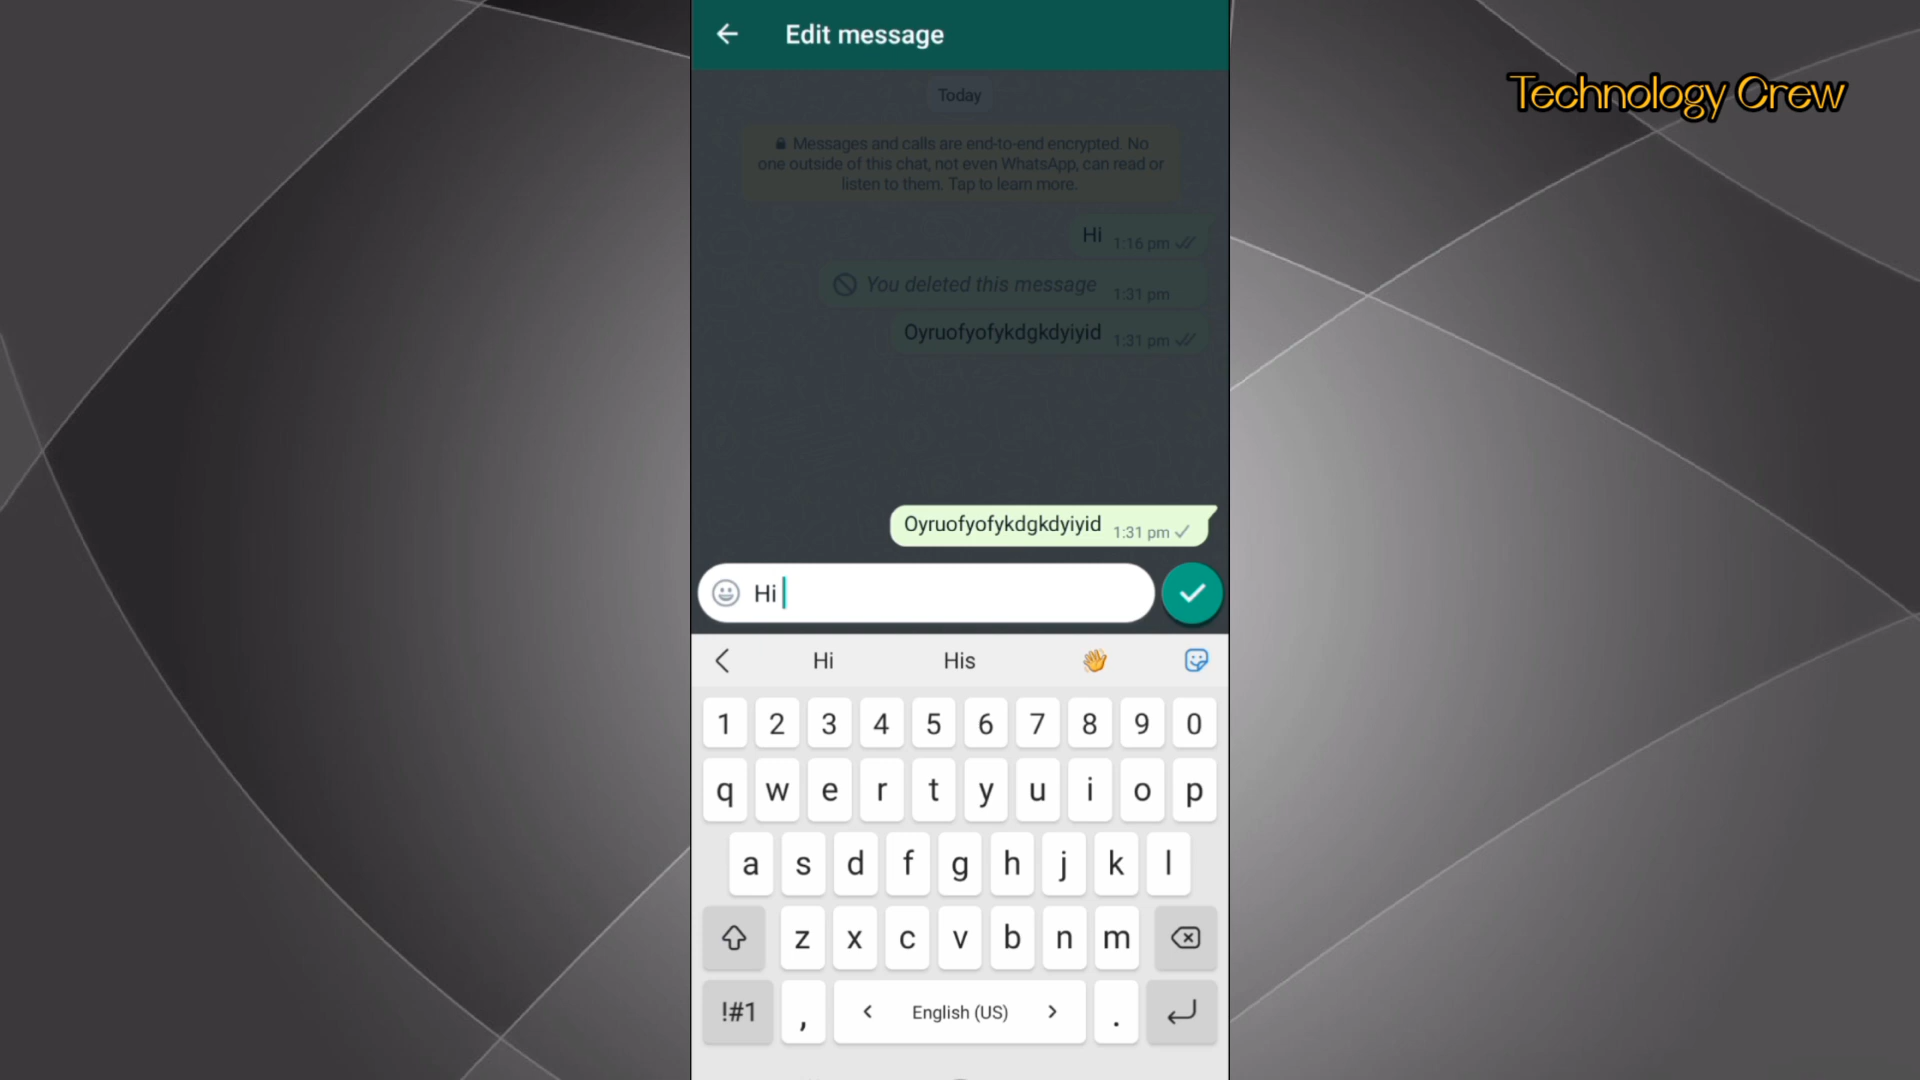 Edit message
Technology Crew
Today
Messages and calls are end-to-end encrypted. No
one outside of this chat, not even WhatsApp, can read or
listen to them. Tap to learn more.
Hi 1:16 pm
You deleted this message 1:31 pm
Oyruofyofykdgkdyiyid 1:31 pm
Oyruofyofykdgkdyiyid 1:31 pm
Hi
Hi His
1 2 3 4 5 6 7 8 9 0
q w e r t y u i o p
a s d f g h j k l
z x c v b n m
!#1 , < English (US) > .